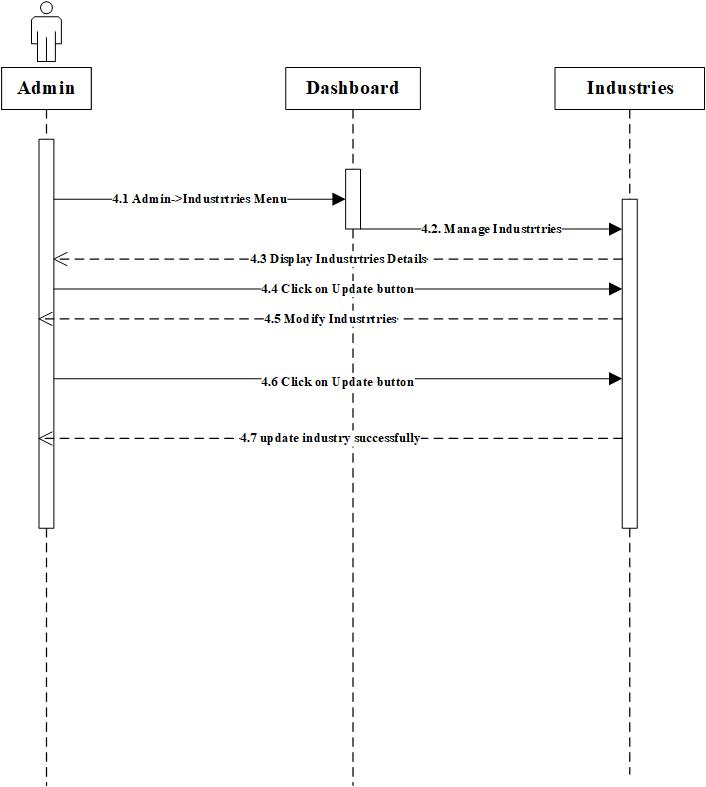 Admin
Dashboard
Industries
4.1 Admin->Industrtries Menu
4.2. Manage Industrtries
4.3 Display Industrtries Details
4.4 Click on Update button
4.5 Modify Industrtries
4.6 Click on Update button
4.7 update industry successfully